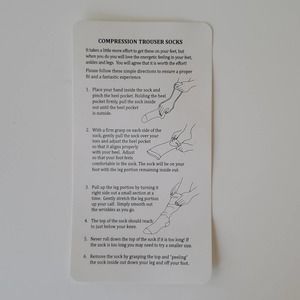 COMPRESSION TROUSER SOCKS
It takes a little more effort to get them on your feet, but
when you do you will love the energetic feeling in your feet,
ankles and legs. You will agree that it is worth the effort!
Please follow these simple directions to ensure a proper
fit and a fantastic experience.
1. Place your hand inside the sock and
pinch the heel pocket. Holding the heel
pocket firmly, pull the sock inside
out until the heel pocket
is outside.
2. With a firm grasp on each side of the
sock, gently pull the sock over your
toes and adjust the heel pocket
so that it aligns properly
with your heel. Adjust
so that your foot feels
comfortable in the sock. The sock will be on your
foot with the leg portion remaining inside out.
3. Pull up the leg portion by turning it
right side out a small section at a
time. Gently stretch the leg portion
up your calf. Simply smooth out
the wrinkles as you go.
4. The top of the sock should reach
to just below your knee.
5. Never roll down the top of the sock if it is too long! If
the sock is too long you may need to try a smaller size.
6. Remove the sock by grasping the top and "peeling"
the sock inside out down your leg and off your foot.